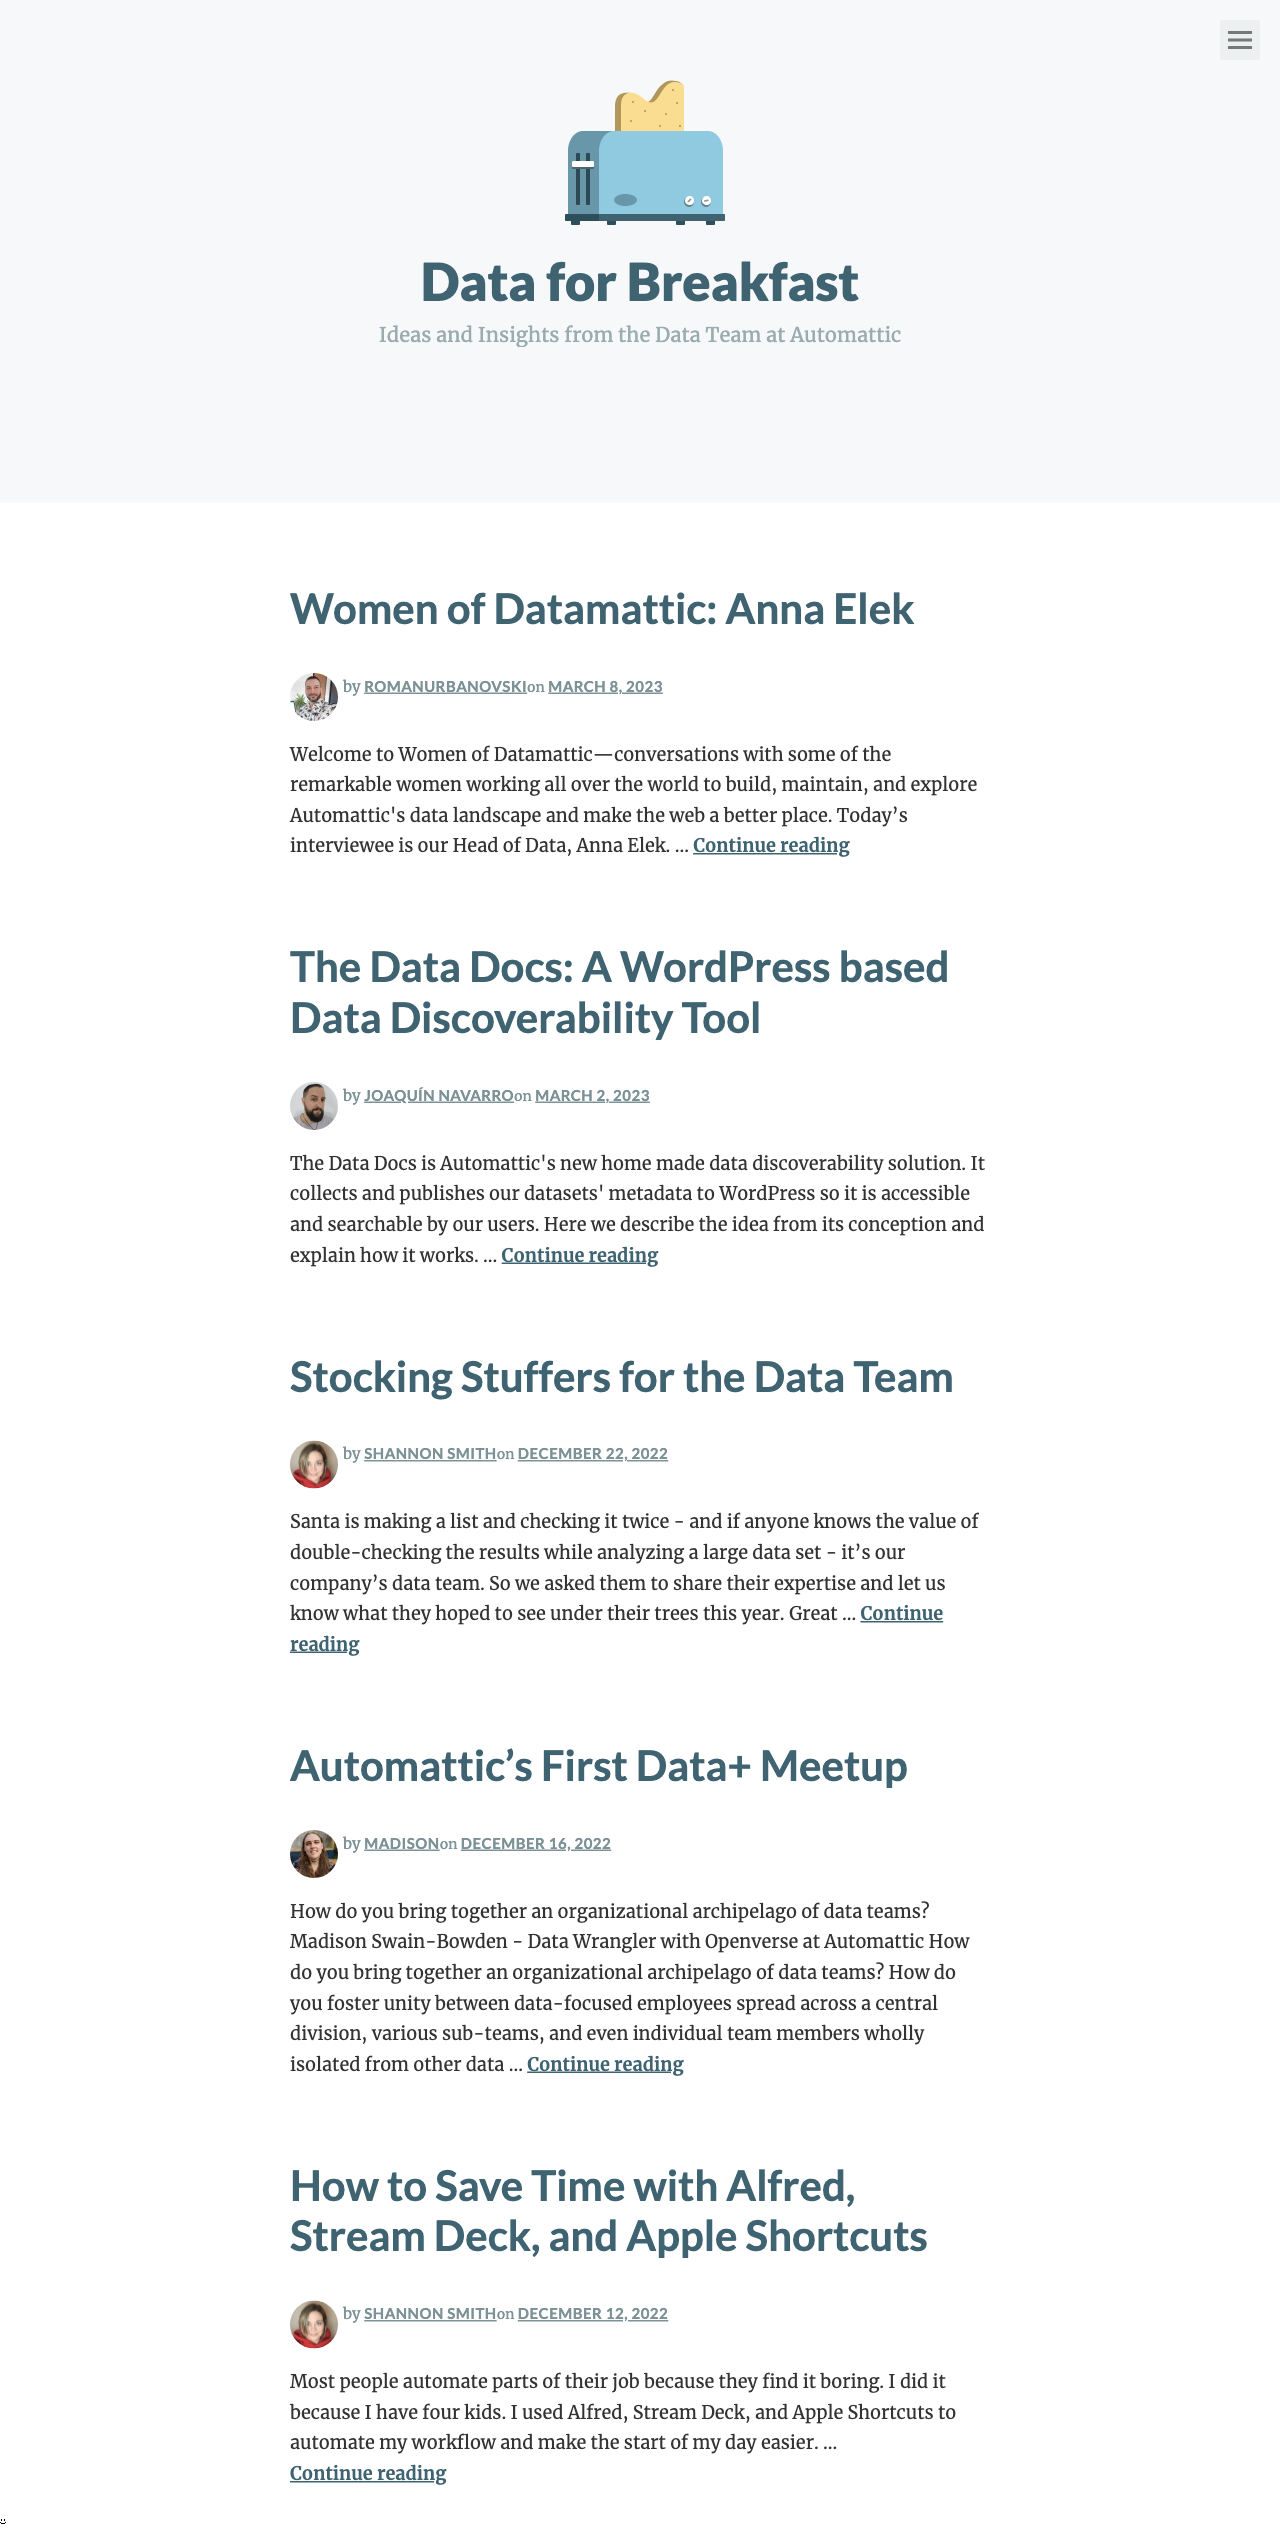 Data for Breakfast
Ideas and Insights from the Data Team at Automattic
Women of Datamattic: Anna Elek
by ROMANURBANOVSKIon MARCH 8, 2023
Welcome to Women of Datamattic—conversations with some of the
remarkable women working all over the world to build, maintain, and explore
Automattic's data landscape and make the web a better place. Today’s
interviewee is our Head of Data, Anna Elek. … Continue reading
The Data Docs: A WordPress based
Data Discoverability Tool
by JOAQUÍN NAVARROon MARCH 2, 2023
The Data Docs is Automattic's new home made data discoverability solution. It
collects and publishes our datasets' metadata to WordPress so it is accessible
and searchable by our users. Here we describe the idea from its conception and
explain how it works. … Continue reading
Stocking Stuffers for the Data Team
by SHANNON SMITHon DECEMBER 22, 2022
Santa is making a list and checking it twice - and if anyone knows the value of
double-checking the results while analyzing a large data set - it’s our
company’s data team. So we asked them to share their expertise and let us
know what they hoped to see under their trees this year. Great … Continue
reading
Automattic’s First Data+ Meetup
by MADISONon DECEMBER 16, 2022
How do you bring together an organizational archipelago of data teams?
Madison Swain-Bowden - Data Wrangler with Openverse at Automattic How
do you bring together an organizational archipelago of data teams? How do
you foster unity between data-focused employees spread across a central
division, various sub-teams, and even individual team members wholly
isolated from other data … Continue reading
How to Save Time with Alfred,
Stream Deck, and Apple Shortcuts
by SHANNON SMITHon DECEMBER 12, 2022
Most people automate parts of their job because they find it boring. I did it
because I have four kids. I used Alfred, Stream Deck, and Apple Shortcuts to
automate my workflow and make the start of my day easier. …
Continue reading